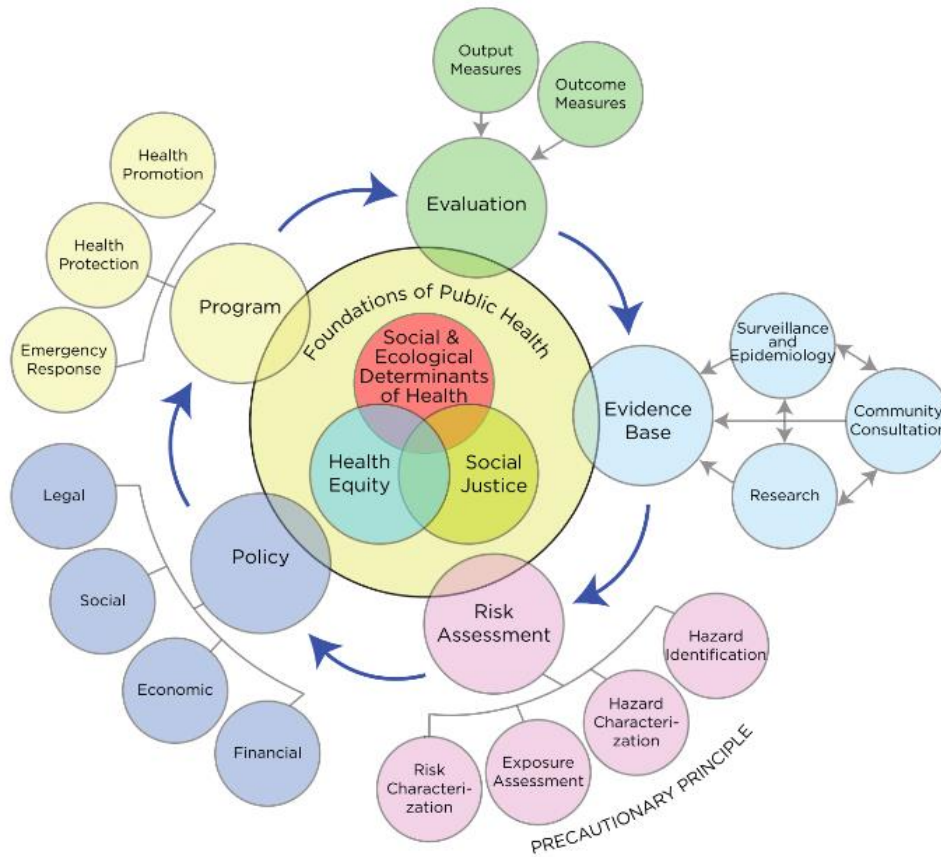 Output
Measures
Outcome
Measures
Evaluation
Health
Promotion
Health
Protection
Emergency
Response
Program
Foundations of Public Health
Social &
Ecological
Determinants
of Health
Health
Equity
Social
Justice
Evidence
Base
Surveillance
and
Epidemiology
Community
Consultation
Research
Legal
Social
Economic
Financial
Policy
Risk
Assessment
Hazard
Identification
Hazard
Characteri-
zation
Exposure
Assessment
Risk
Characteri-
zation
PRECAUTIONARY PRINCIPLE